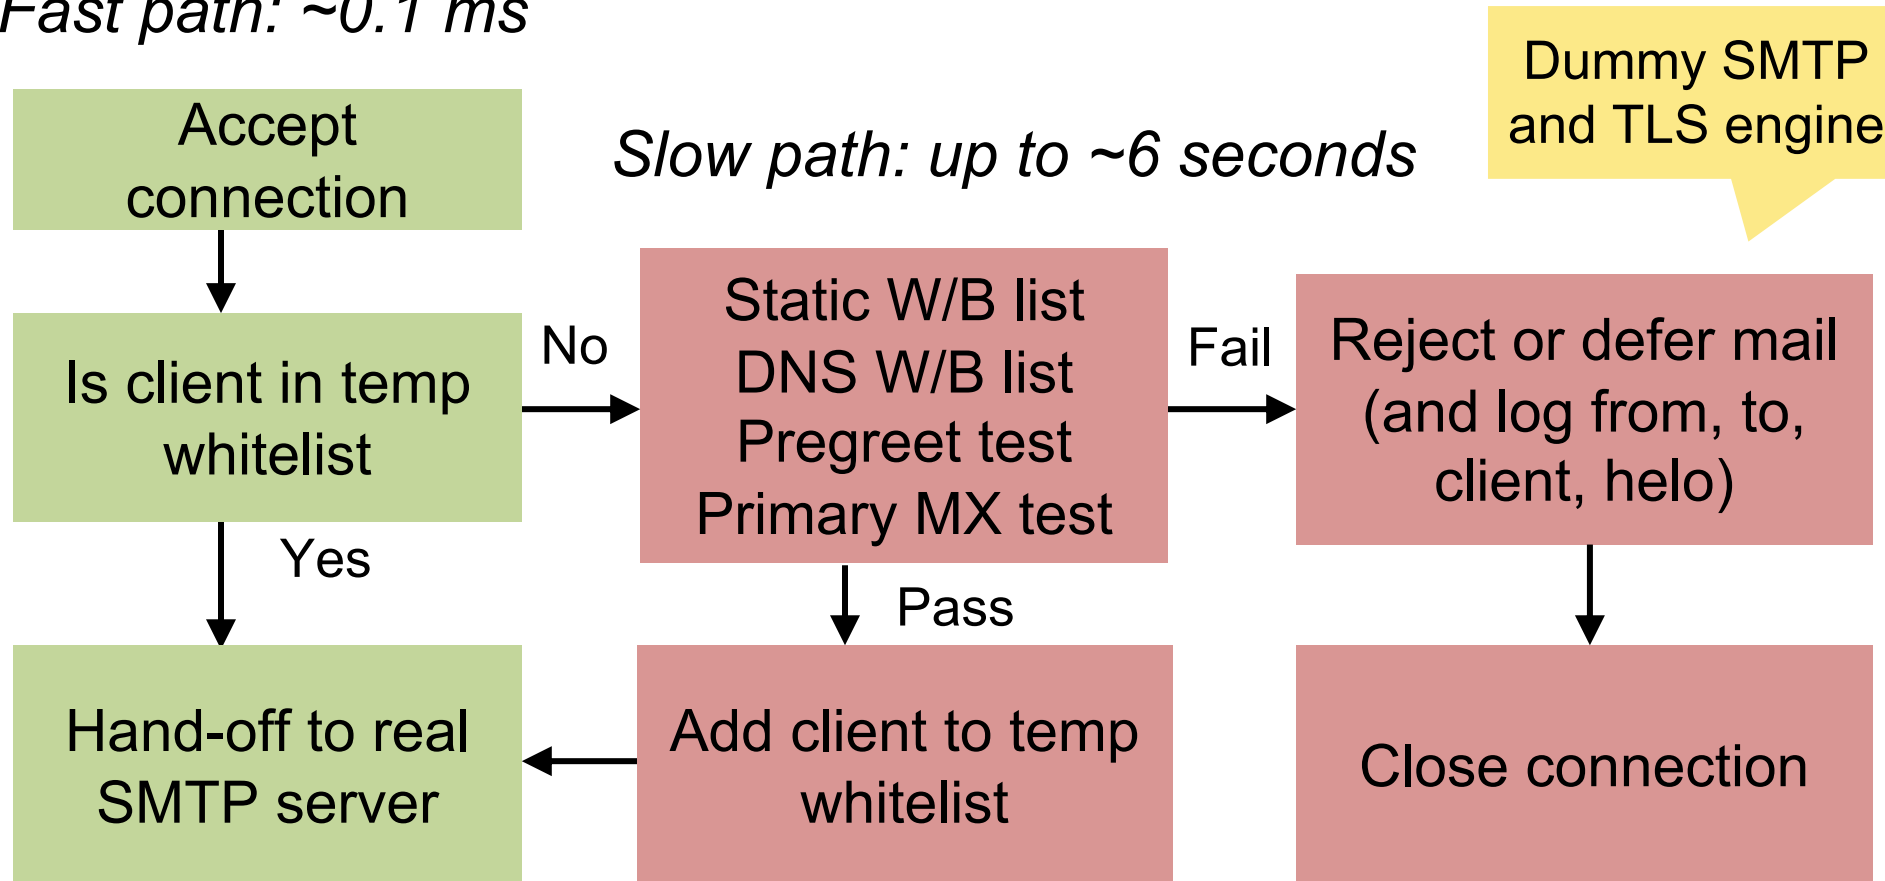 Fast path: ~0.1 ms
Dummy SMTP
and TLS engine
Accept
connection
Slow path: up to ~6 seconds
Is client in temp
whitelist
No
Static W/B list
DNS W/B list
Pregreet test
Primary MX test
Fail
Reject or defer mail
(and log from, to,
client, helo)
Yes
Pass
Hand-off to real
SMTP server
Add client to temp
whitelist
Close connection